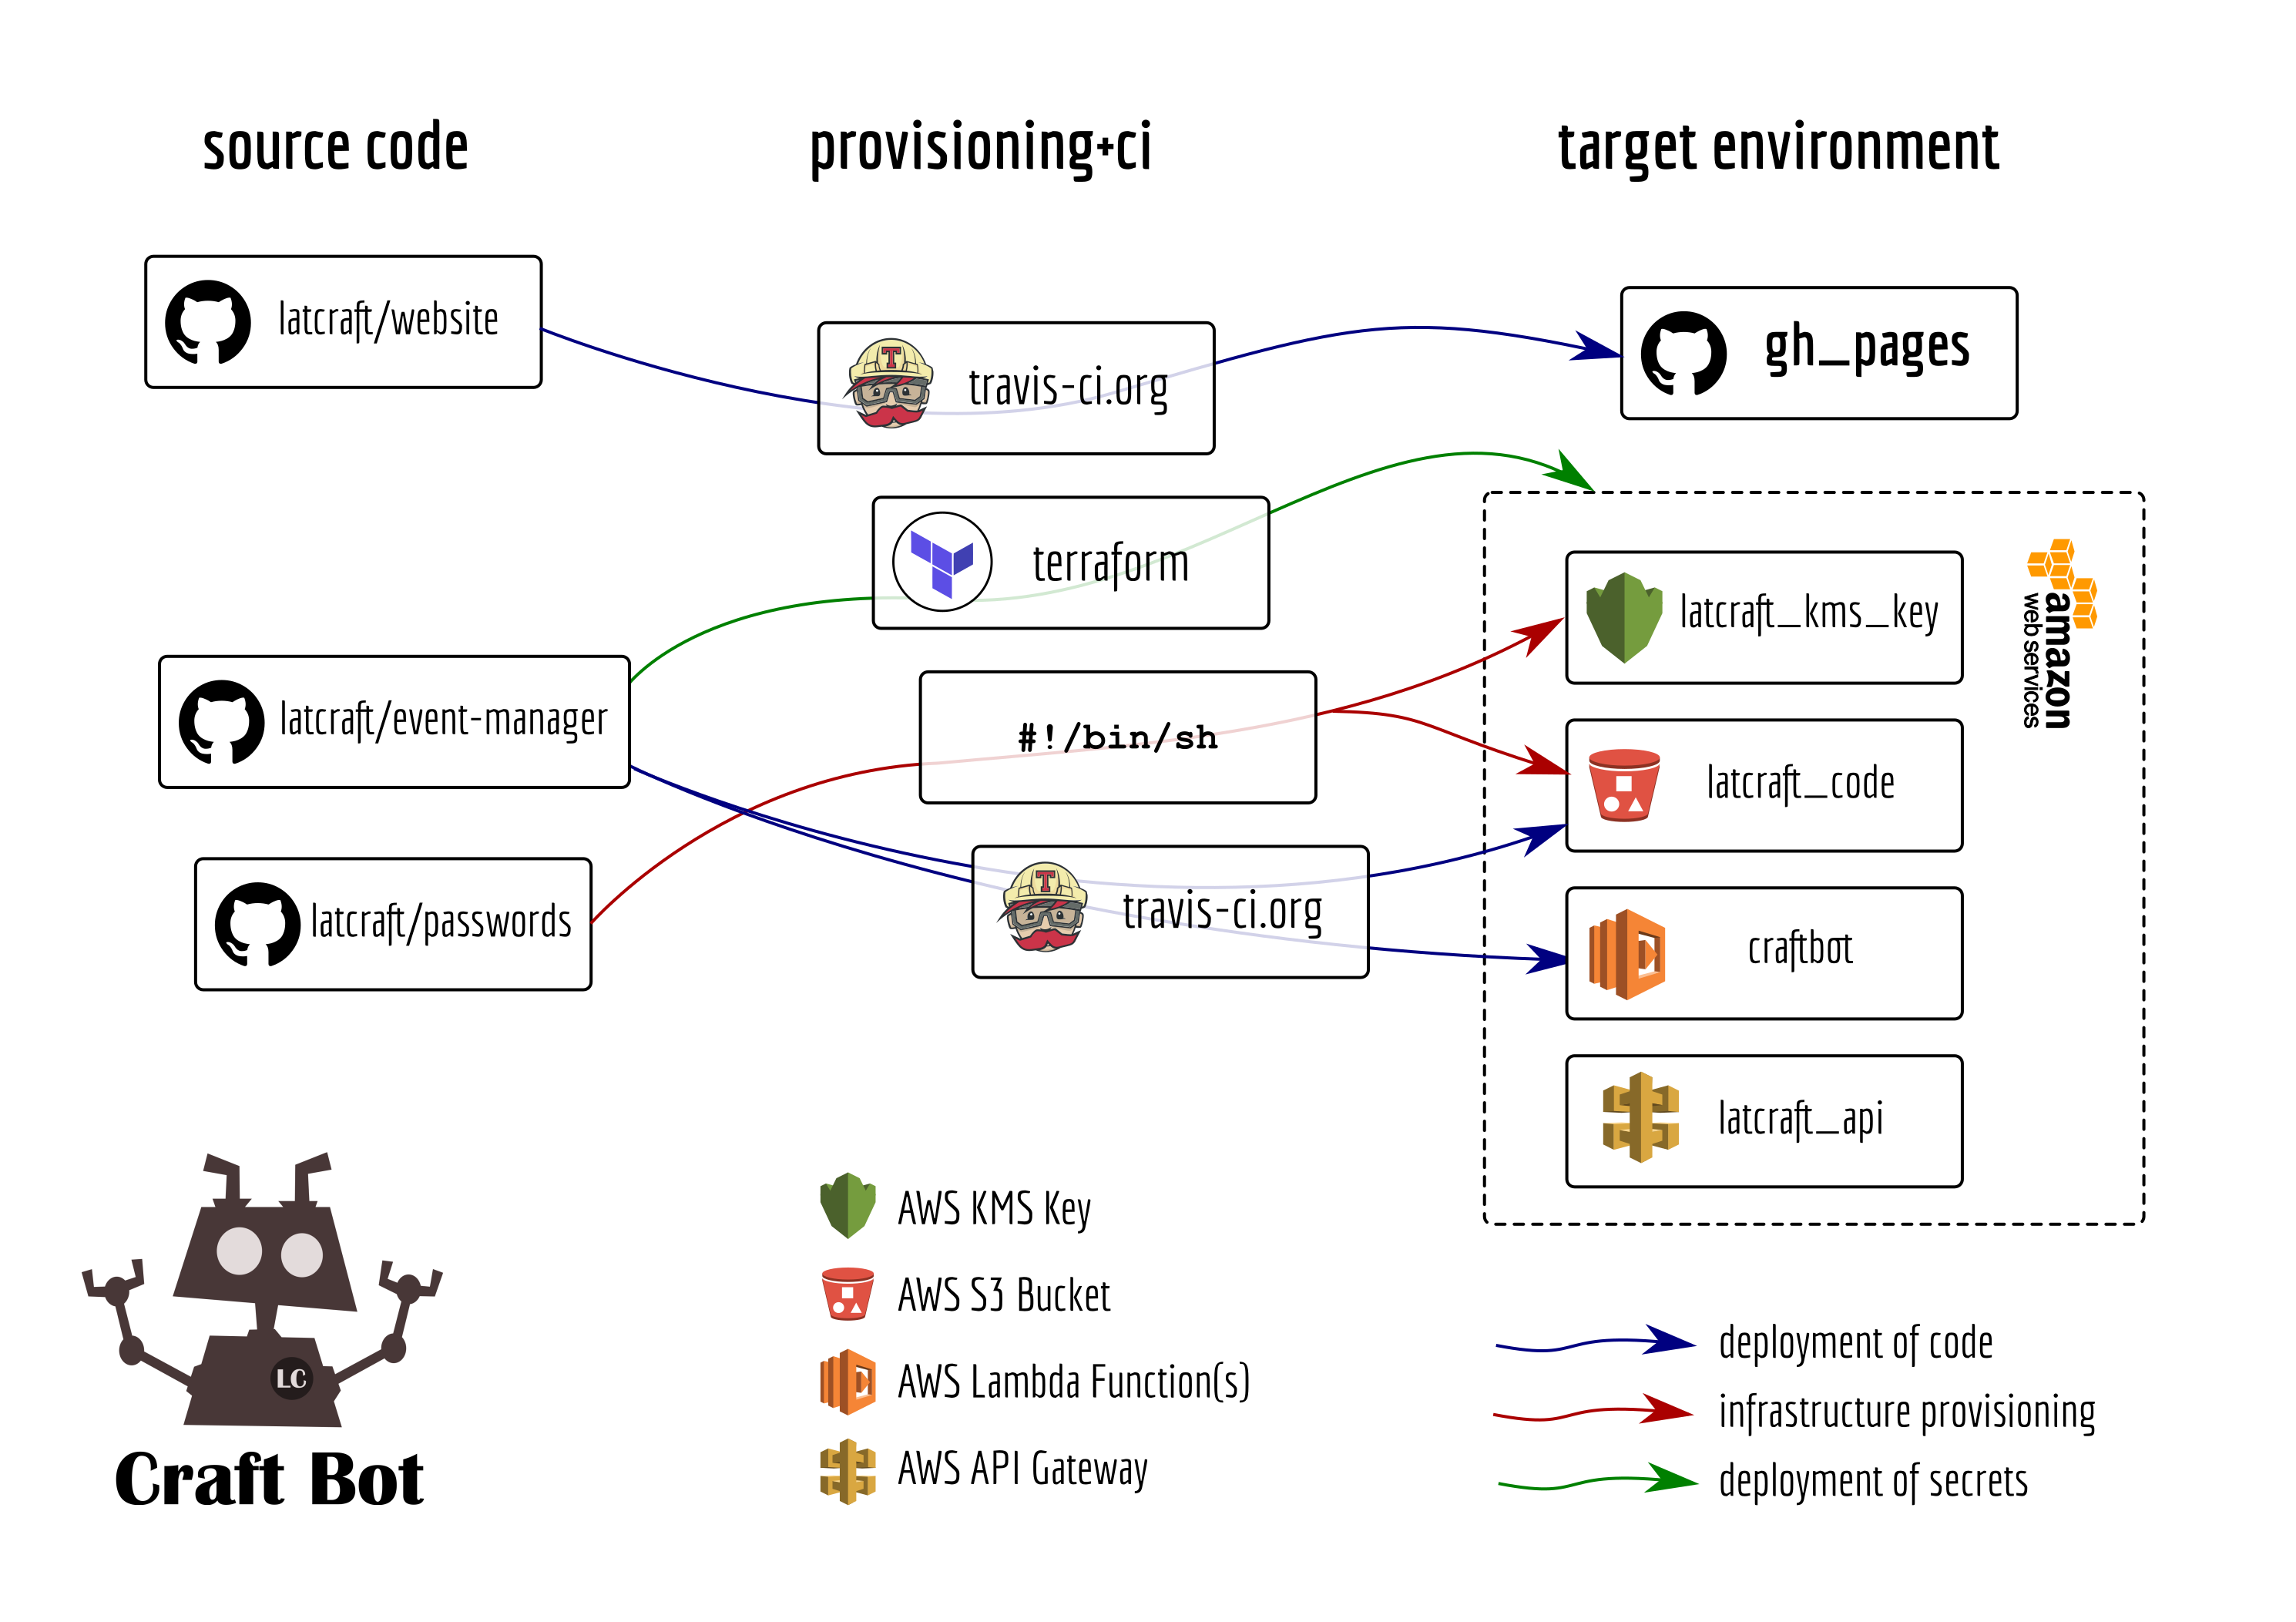 source code
provisioning+ci
target environment
latcraft/website
travis-ci.org
gh_pages
terraform
latcraft_kms_key
amazon
web services
latcraft/event-manager
#!/bin/sh
latcraft_code
latcraft/passwords
travis-ci.org
craftbot
latcraft_api
LC
Craft Bot
AWS KMS Key
AWS S3 Bucket
AWS Lambda Function(s)
AWS API Gateway
deployment of code
infrastructure provisioning
deployment of secrets
T
T